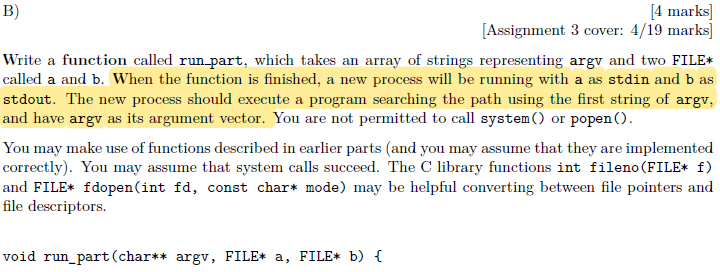 B) [4 marks]
[Assignment 3 cover: 4/19 marks]
Write a function called run_part, which takes an array of strings representing argv and two FILE*
called a and b. When the function is finished, a new process will be running with a as stdin and b as
stdout. The new process should execute a program searching the path using the first string of argv,
and have argv as its argument vector. You are not permitted to call system() or popen().
You may make use of functions described in earlier parts (and you may assume that they are implemented
correctly). You may assume that system calls succeed. The C library functions int fileno(FILE* f)
and FILE* fdopen(int fd, const char* mode) may be helpful converting between file pointers and
file descriptors.
void run_part(char** argv, FILE* a, FILE* b) {